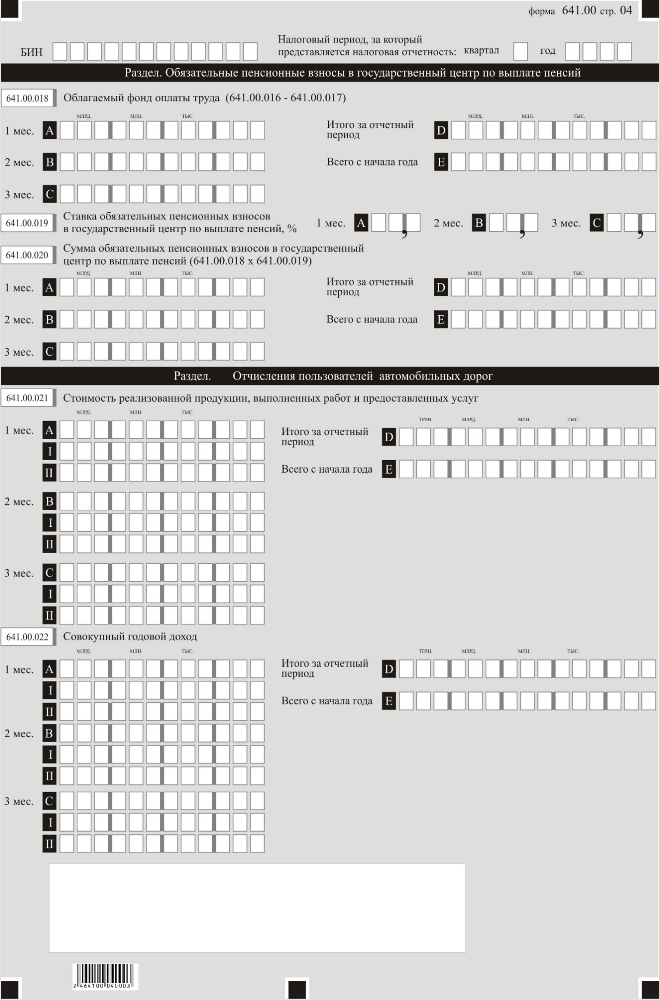 форма 641.00 стр. 04
БИН
Налоговый период, за который
представляется налоговая отчетность: квартал год
Раздел. Обязательные пенсионные взносы в государственный центр по выплате пенсий
641.00.018 Облагаемый фонд оплаты труда (641.00.016 - 641.00.017)
МЛРД. МЛН. ТЫС. МЛРД. МЛН. ТЫС.
1 мес. A Итого за отчетный
период D
2 мес. B Всего с начала года E
3 мес. C
641.00.019 Ставка обязательных пенсионных взносов
в государственный центр по выплате пенсий, % 1 мес. A , 2 мес. B , 3 мес. C ,
641.00.020 Сумма обязательных пенсионных взносов в государственный
центр по выплате пенсий (641.00.018 x 641.00.019)
МЛРД. МЛН. ТЫС. МЛРД. МЛН. ТЫС.
1 мес. A Итого за отчетный
период D
2 мес. B Всего с начала года E
3 мес. C
Раздел. Отчисления пользователей автомобильных дорог
641.00.021 Стоимость реализованной продукции, выполненных работ и предоставленных услуг
МЛРД. МЛН. ТЫС. ТРЛН. МЛРД. МЛН. ТЫС.
1 мес. A Итого за отчетный
период D
I
II Всего с начала года E
2 мес. B
I
II
3 мес. C
I
II
641.00.022 Совокупный годовой доход
МЛРД. МЛН. ТЫС. ТРЛН. МЛРД. МЛН. ТЫС.
1 мес. A Итого за отчетный
период D
I
II Всего с начала года E
2 мес. B
I
II
3 мес. C
I
II
2 464100 040003